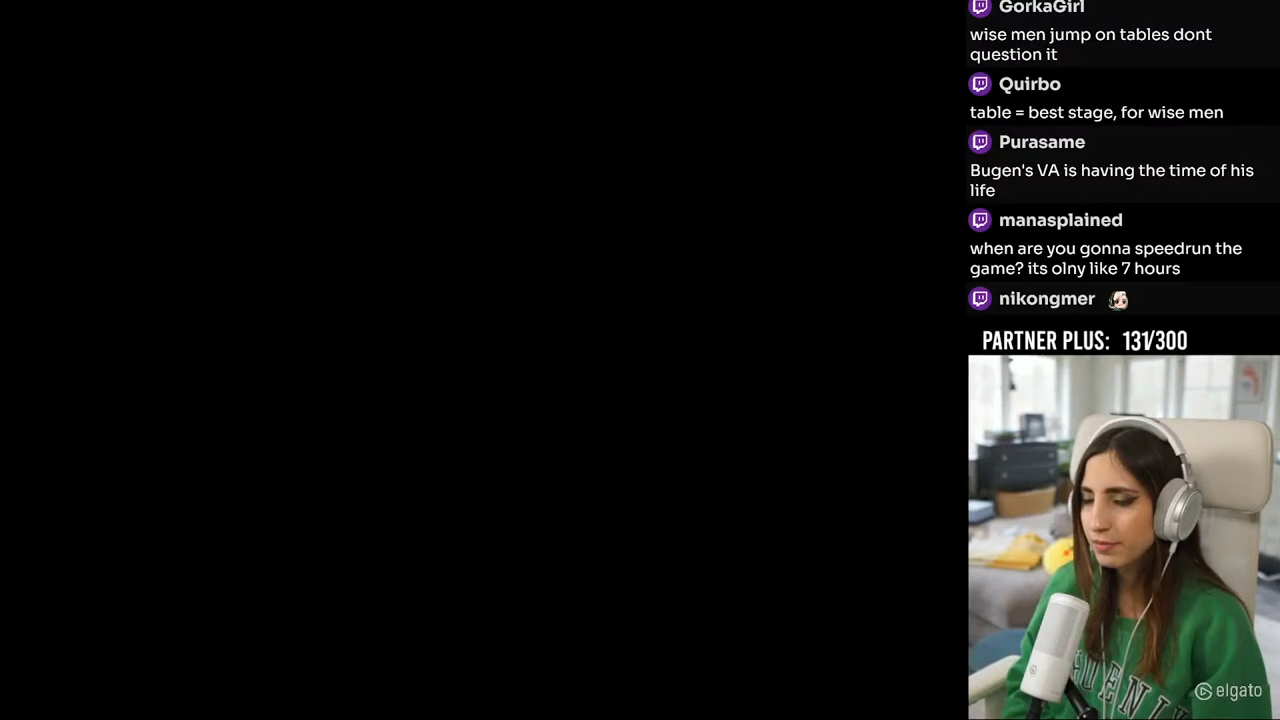 GorkaGirl
wise men jump on tables dont
question it
Quirbo
table = best stage, for wise men
Purasame
Bugen's VA is having the time of his
life
manasplained
when are you gonna speedrun the
game? its olny like 7 hours
nikongmer
PARTNER PLUS: 131/300
HOENI
elgato